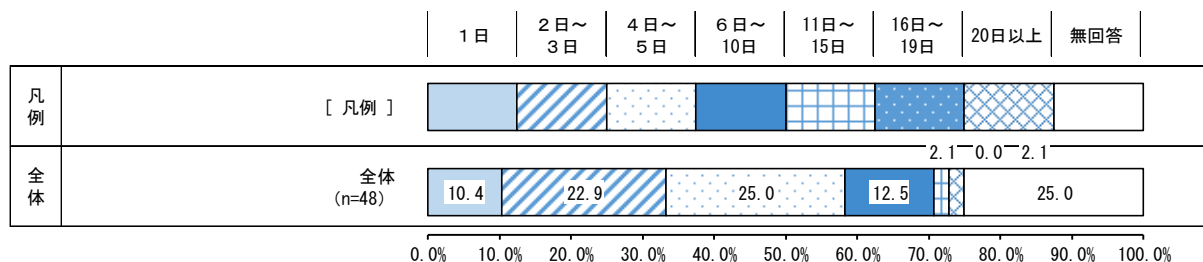 1日
2日～
3日
4日～
5日
6日～
10日
11日～
15日
16日～
19日
20日以上
無回答
凡例
[ 凡例 ]
2.1 0.0 2.1
全体
全体
(n=48)
10.4 22.9 25.0 12.5 25.0
0.0% 10.0% 20.0% 30.0% 40.0% 50.0% 60.0% 70.0% 80.0% 90.0% 100.0%